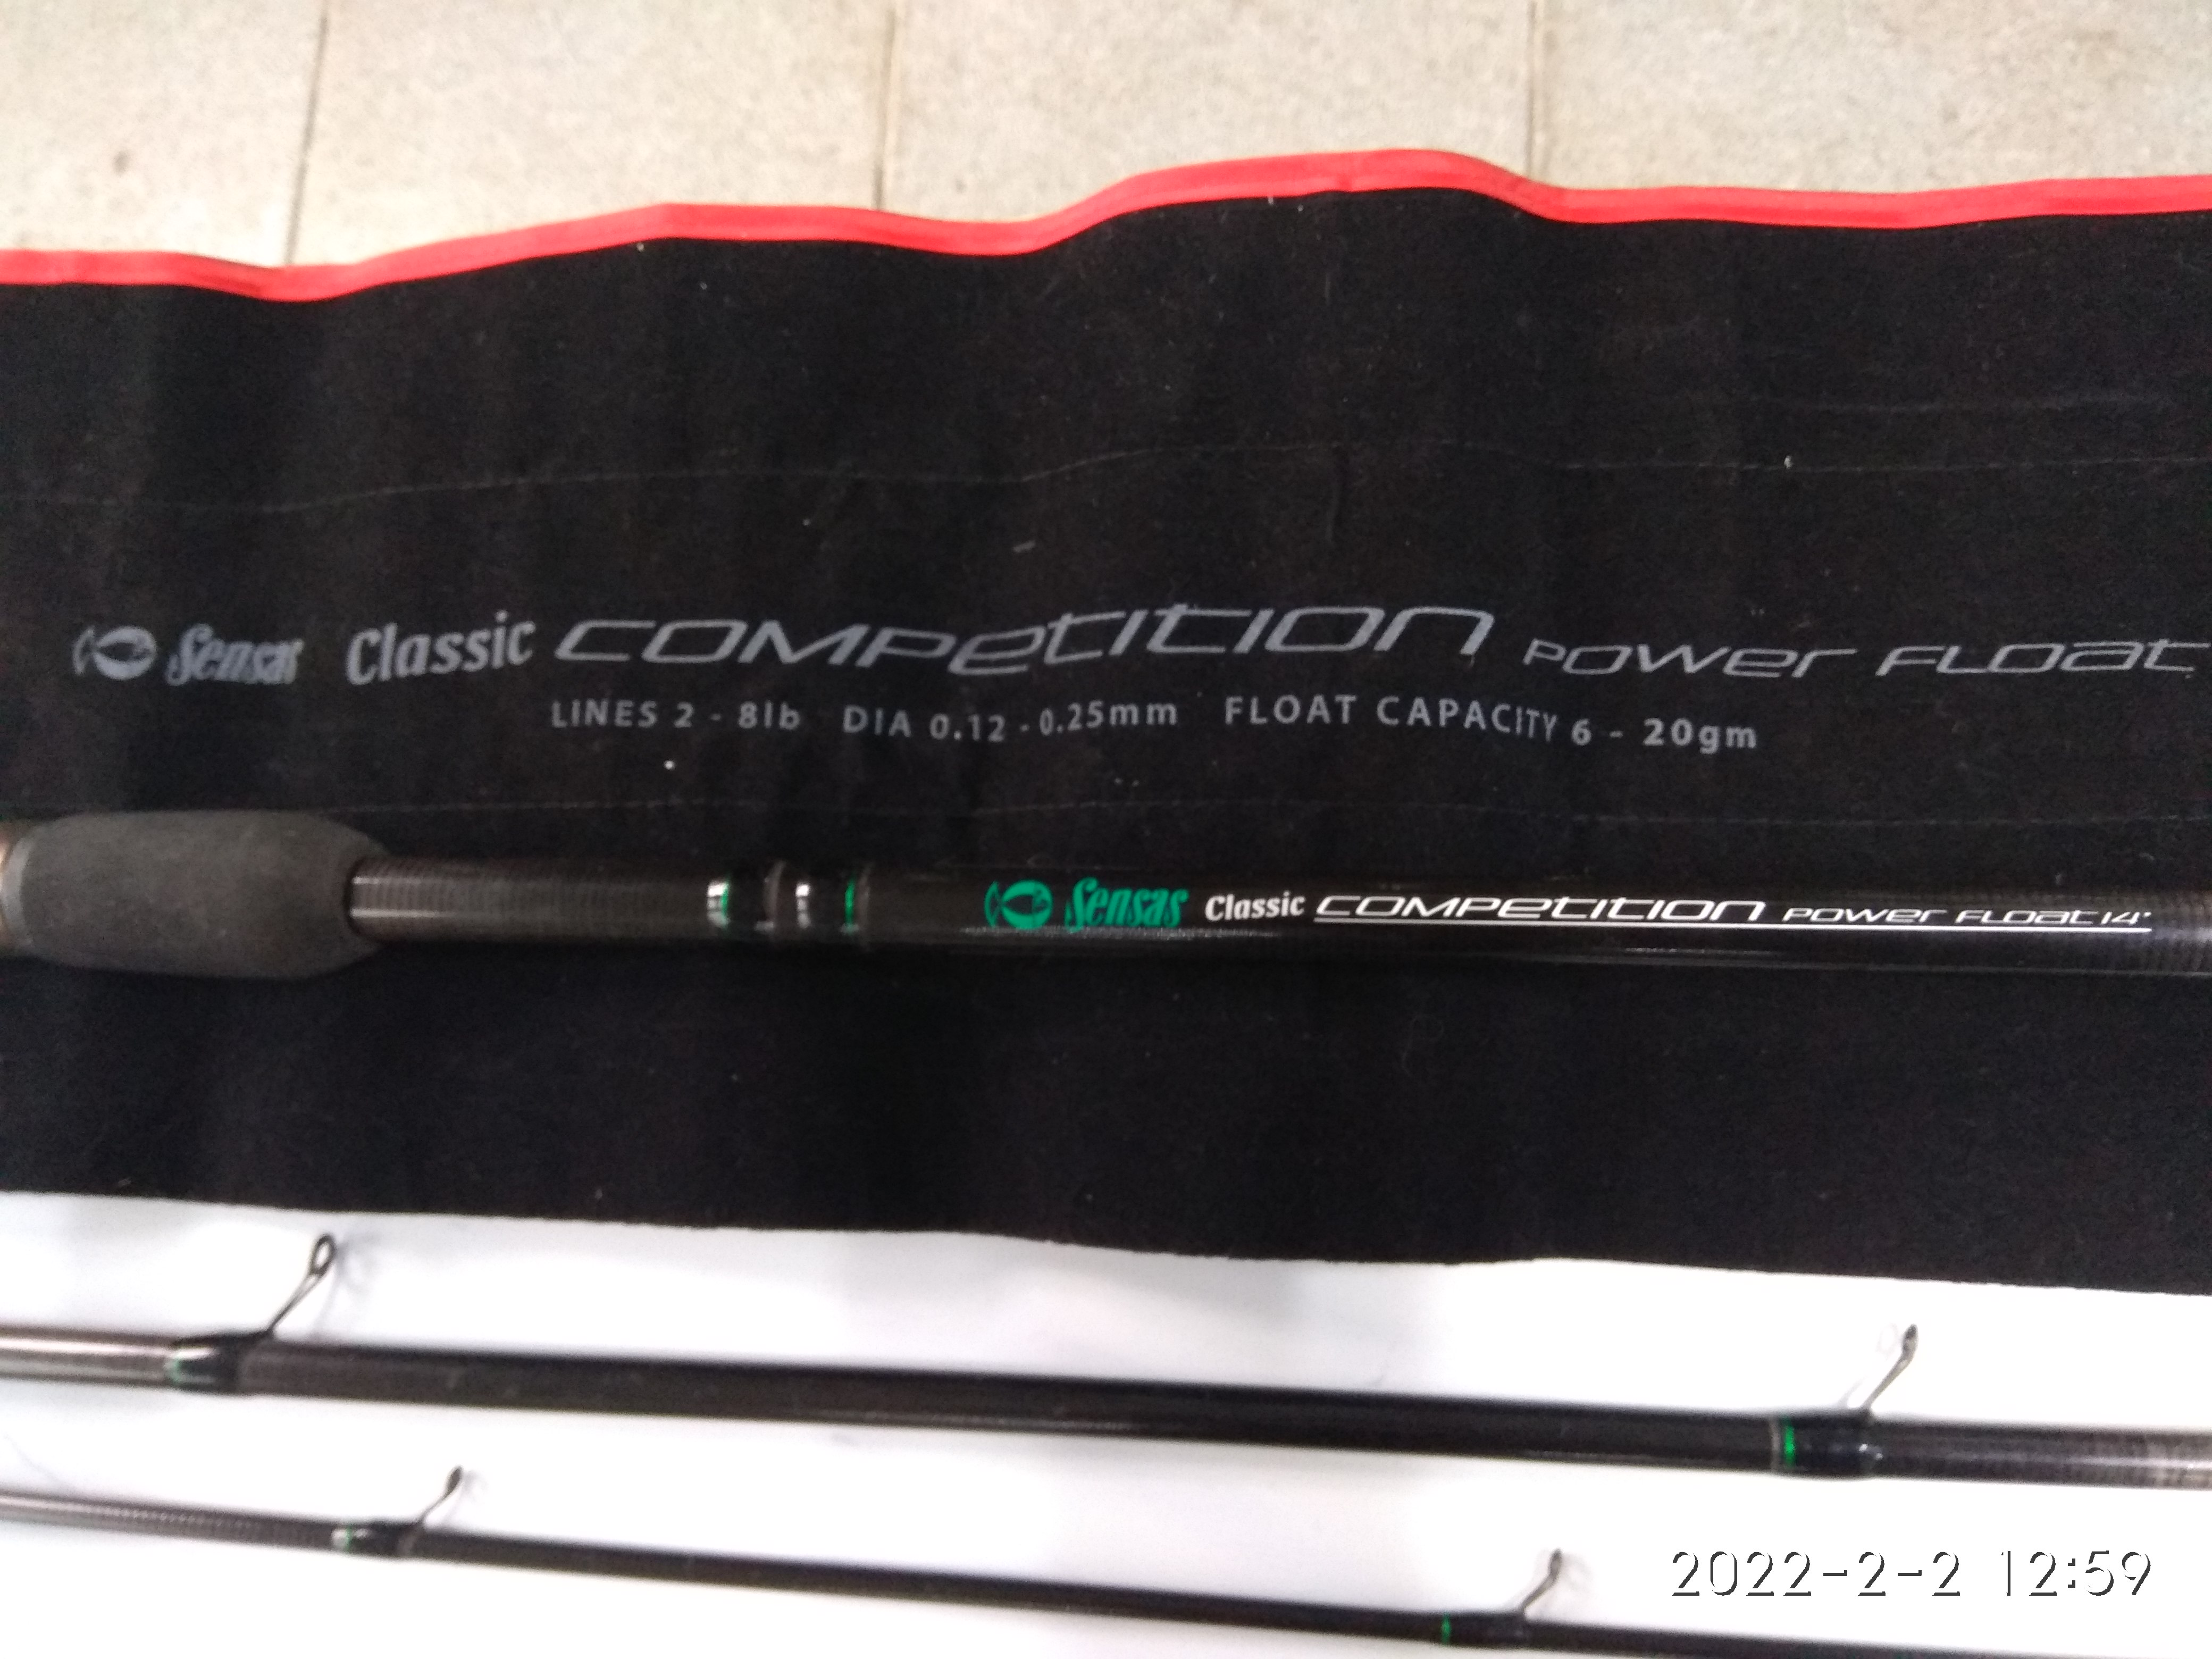 Sensas Classic COMPetition POWer FLOat
LINES 2 - 8lb DIA 0.12 - 0.25mm FLOAT CAPACITY 6 - 20gm
Sensas Classic COMPetition POWer FLOat 14'
2022-2-2 12:59